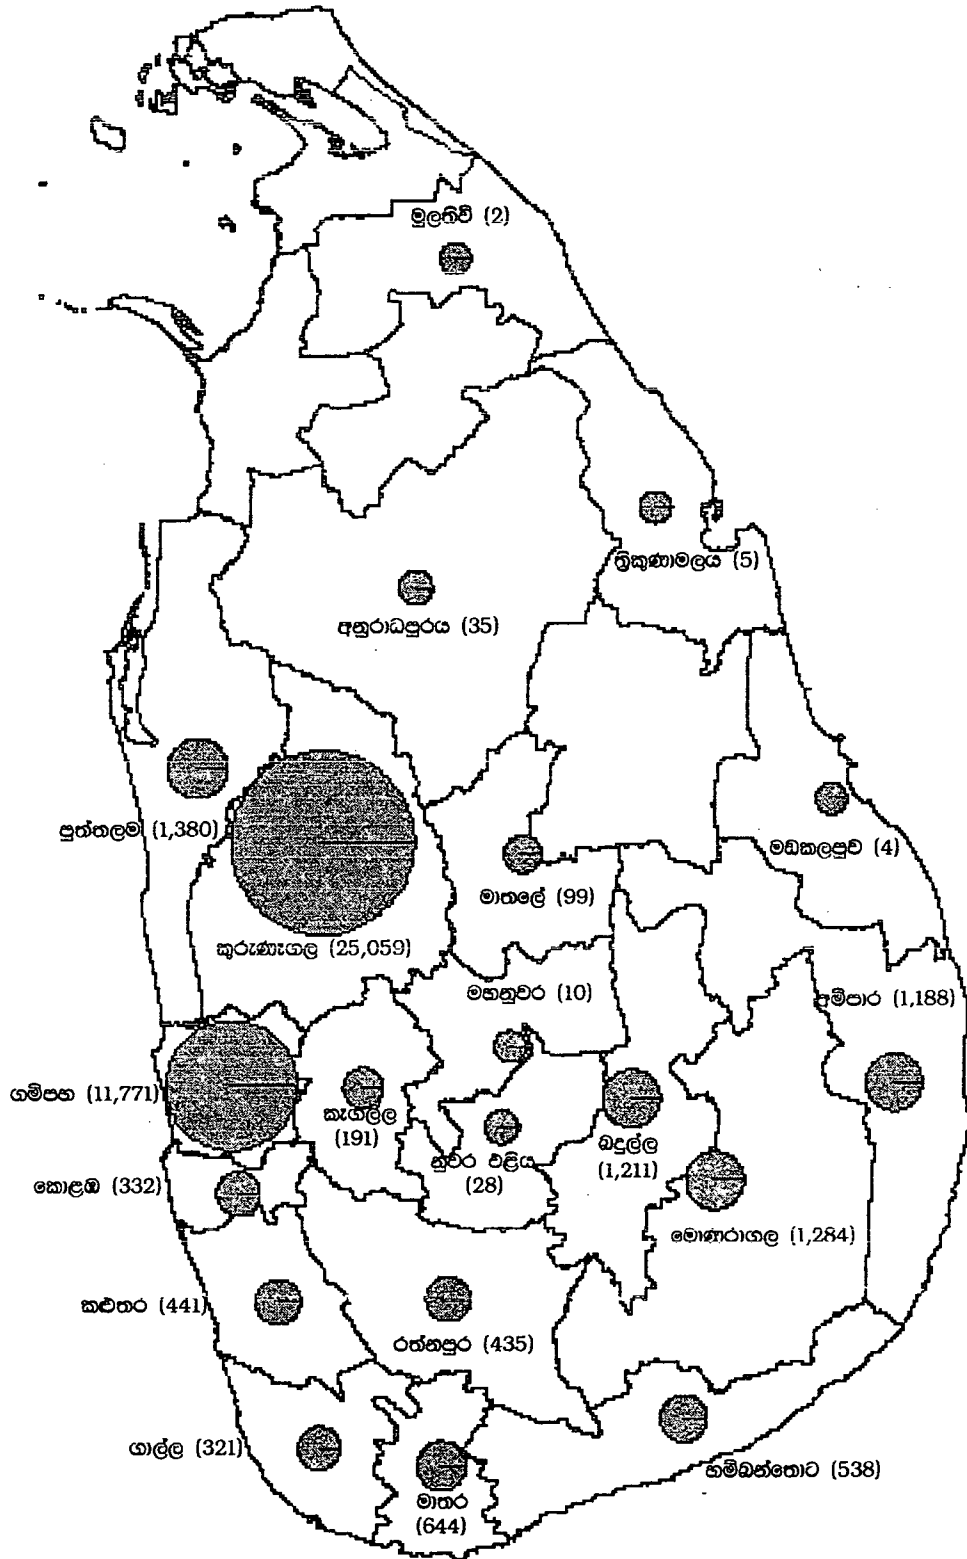 මුලතිව් (2)
ත්‍රිකුණාමලය (5)
අනුරාධපුරය (35)
පුත්තලම (1,380)
මඩකලපුව (4)
මාතලේ (99)
කුරුණෑගල (25,059)
මහනුවර (10)
අම්පාර (1,188)
ගම්පහ (11,771)
කෑගල්ල
(191)
බදුල්ල
(1,211)
නුවර එළිය
(28)
කොළඹ (332)
මොණරාගල (1,284)
කළුතර (441)
රත්නපුර (435)
ගාල්ල (321)
හම්බන්තොට (538)
මාතර
(644)